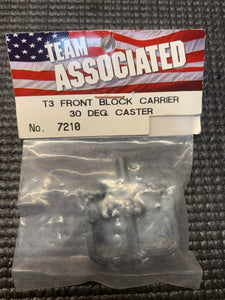 TEAM
ASSOCIATED
T3 FRONT BLOCK CARRIER
30 DEG. CASTER
No. 7210